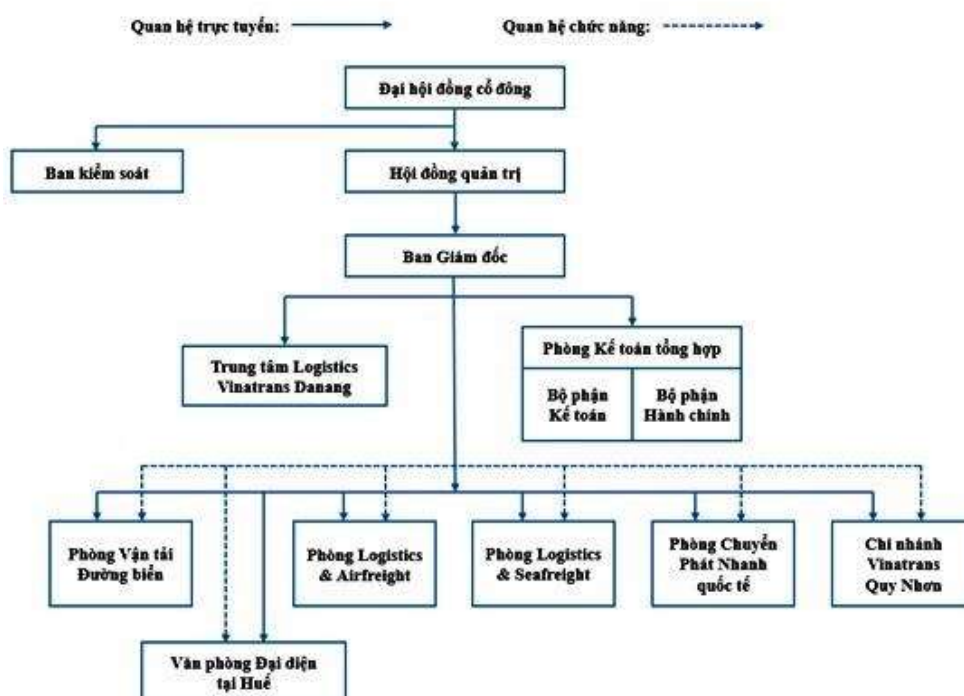 Quan hệ trực tuyến:
Quan hệ chức năng:
Đại hội đồng cổ đông
Ban kiểm soát
Hội đồng quản trị
Ban Giám đốc
Trung tâm Logistics
Vinatrans Danang
Phòng Kế toán tổng hợp
Bộ phận
Kế toán
Bộ phận
Hành chính
Phòng Vận tải
Đường biển
Phòng Logistics
& Airfreight
Phòng Logistics
& Seafreight
Phòng Chuyển
Phát Nhanh
quốc tế
Chi nhánh
Vinatrans
Quy Nhơn
Văn phòng Đại diện
tại Huế